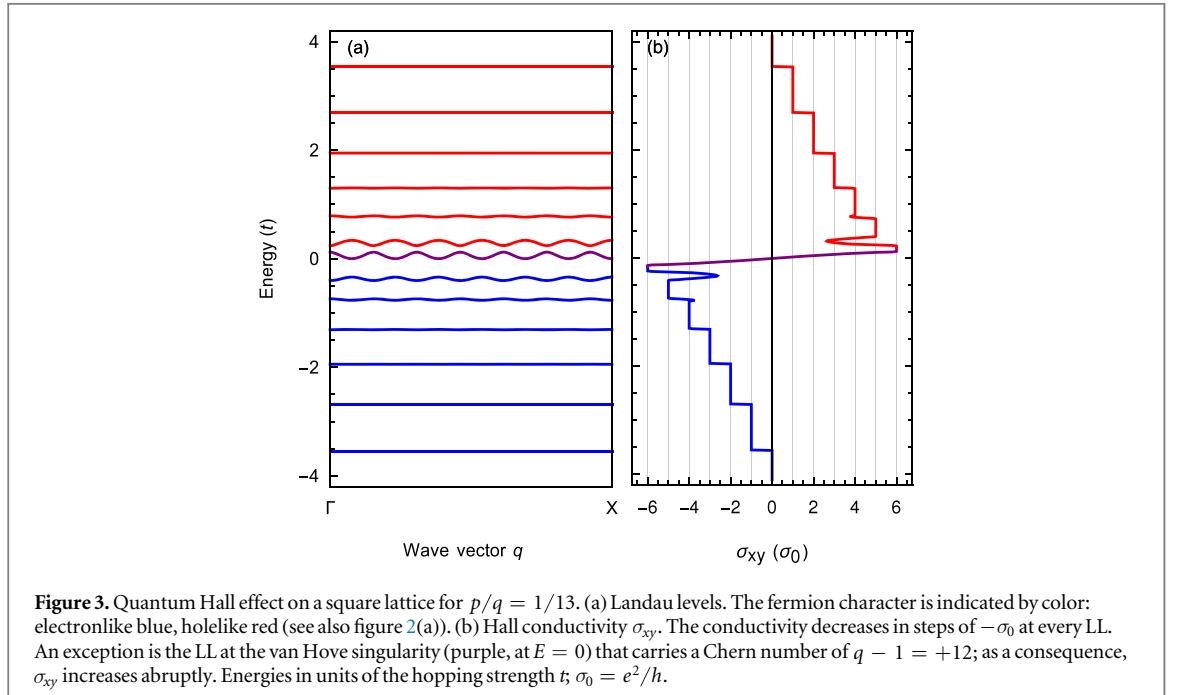 (a)
(b)
4
2
0
−2
−4
Energy (t)
Γ
X
Wave vector q
−6 −4 −2 0 2 4 6
σxy (σ0)
Figure 3. Quantum Hall effect on a square lattice for p/q = 1/13. (a) Landau levels. The fermion character is indicated by color:
electronlike blue, holelike red (see also figure 2(a)). (b) Hall conductivity σxy. The conductivity decreases in steps of −σ0 at every LL.
An exception is the LL at the van Hove singularity (purple, at E = 0) that carries a Chern number of q − 1 = +12; as a consequence,
σxy increases abruptly. Energies in units of the hopping strength t; σ0 = e²/h.